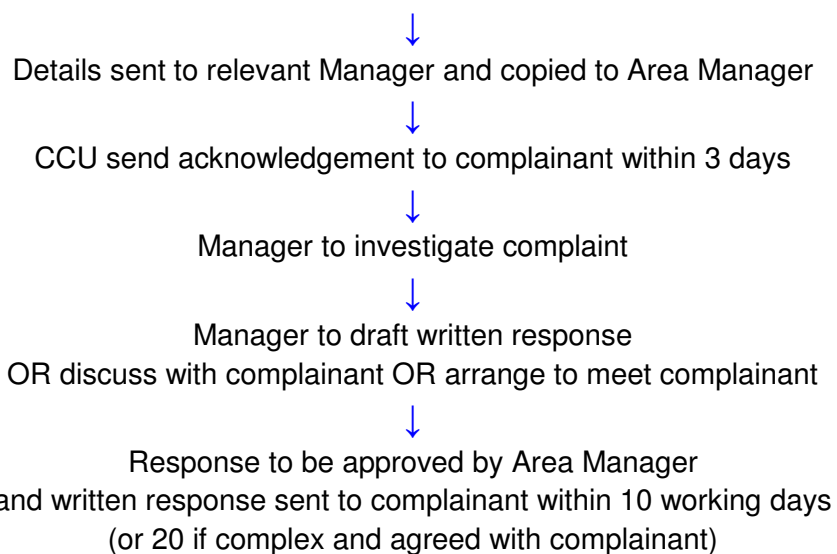 ↓
Details sent to relevant Manager and copied to Area Manager
↓
CCU send acknowledgement to complainant within 3 days
↓
Manager to investigate complaint
↓
Manager to draft written response
OR discuss with complainant OR arrange to meet complainant
↓
Response to be approved by Area Manager
and written response sent to complainant within 10 working days
(or 20 if complex and agreed with complainant)